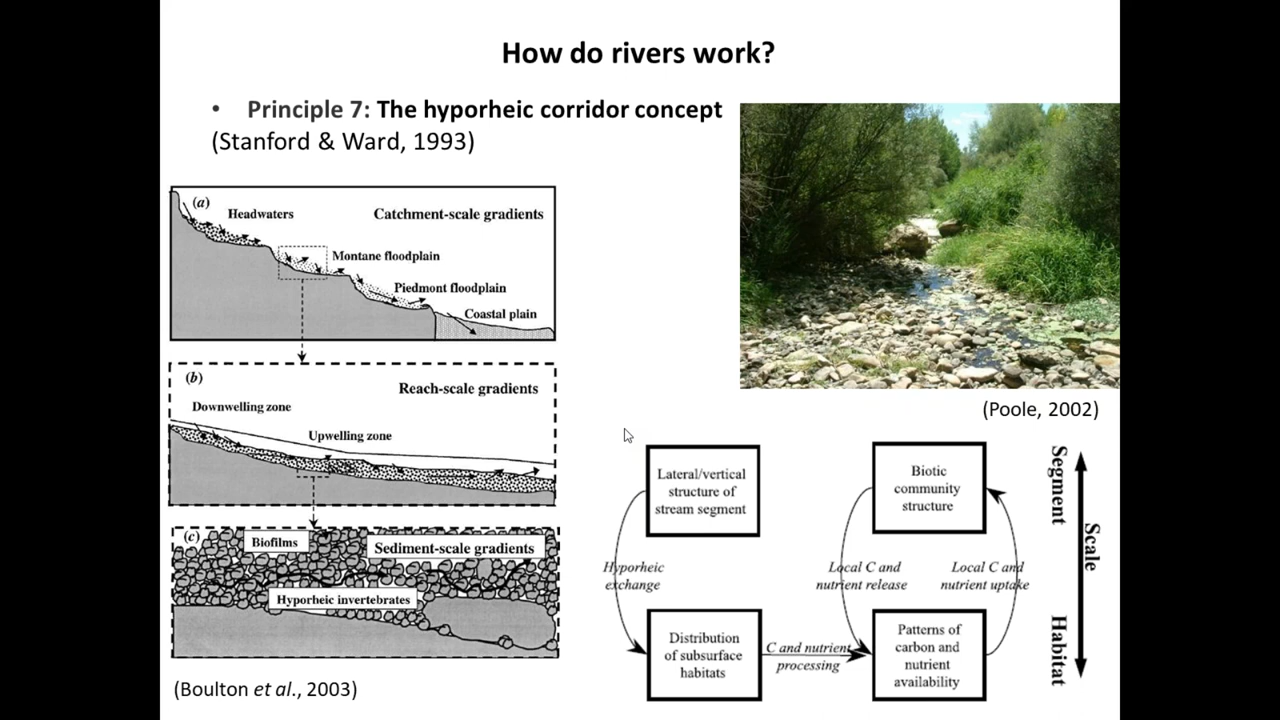 How do rivers work?
• Principle 7: The hyporheic corridor concept
(Stanford & Ward, 1993)
(a)
Headwaters
Catchment-scale gradients
Montane floodplain
Piedmont floodplain
Coastal plain
(b)
Reach-scale gradients
Downwelling zone
Upwelling zone
(c)
Biofilms
Sediment-scale gradients
Hyporheic invertebrates
(Boulton et al., 2003)
(Poole, 2002)
Lateral/vertical
structure of
stream segment
Biotic
community
structure
Hyporheic
exchange
Local C and
nutrient release
Local C and
nutrient uptake
Distribution
of subsurface
habitats
C and nutrient
processing
Patterns of
carbon and
nutrient
availability
Segment
Scale
Habitat